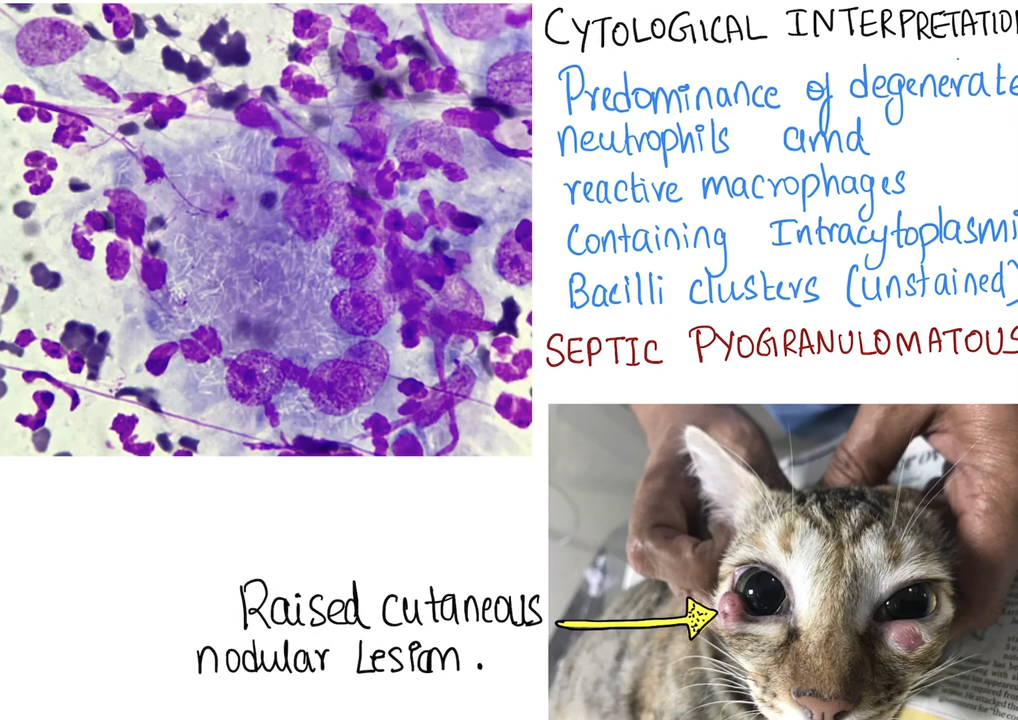 CYTOLOGICAL INTERPRETATION
Predominance of degenerate
neutrophils and
reactive macrophages
Containing Intracytoplasmi
Bacilli clusters (unstained)
SEPTIC PYOGRANULOMATOUS
Raised cutaneous
nodular Lesion.